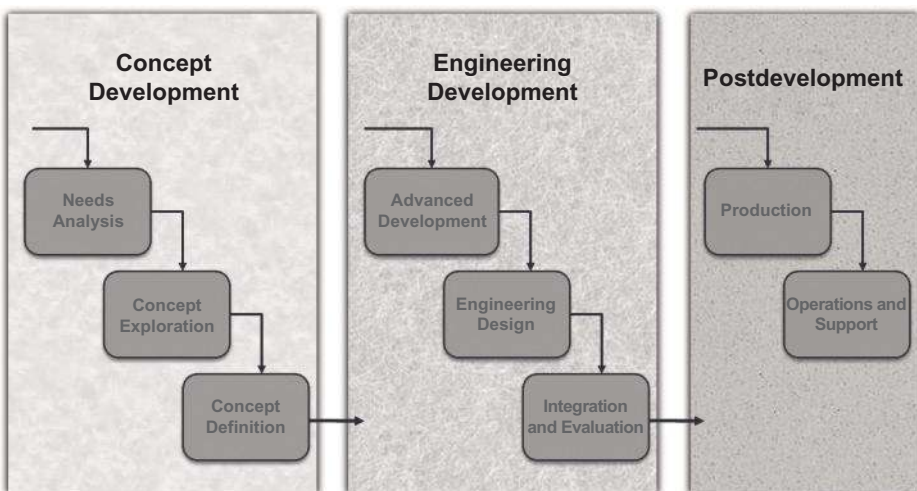 Concept
Development
Needs
Analysis
Concept
Exploration
Concept
Definition
Engineering
Development
Advanced
Development
Engineering
Design
Integration
and Evaluation
Postdevelopment
Production
Operations and
Support